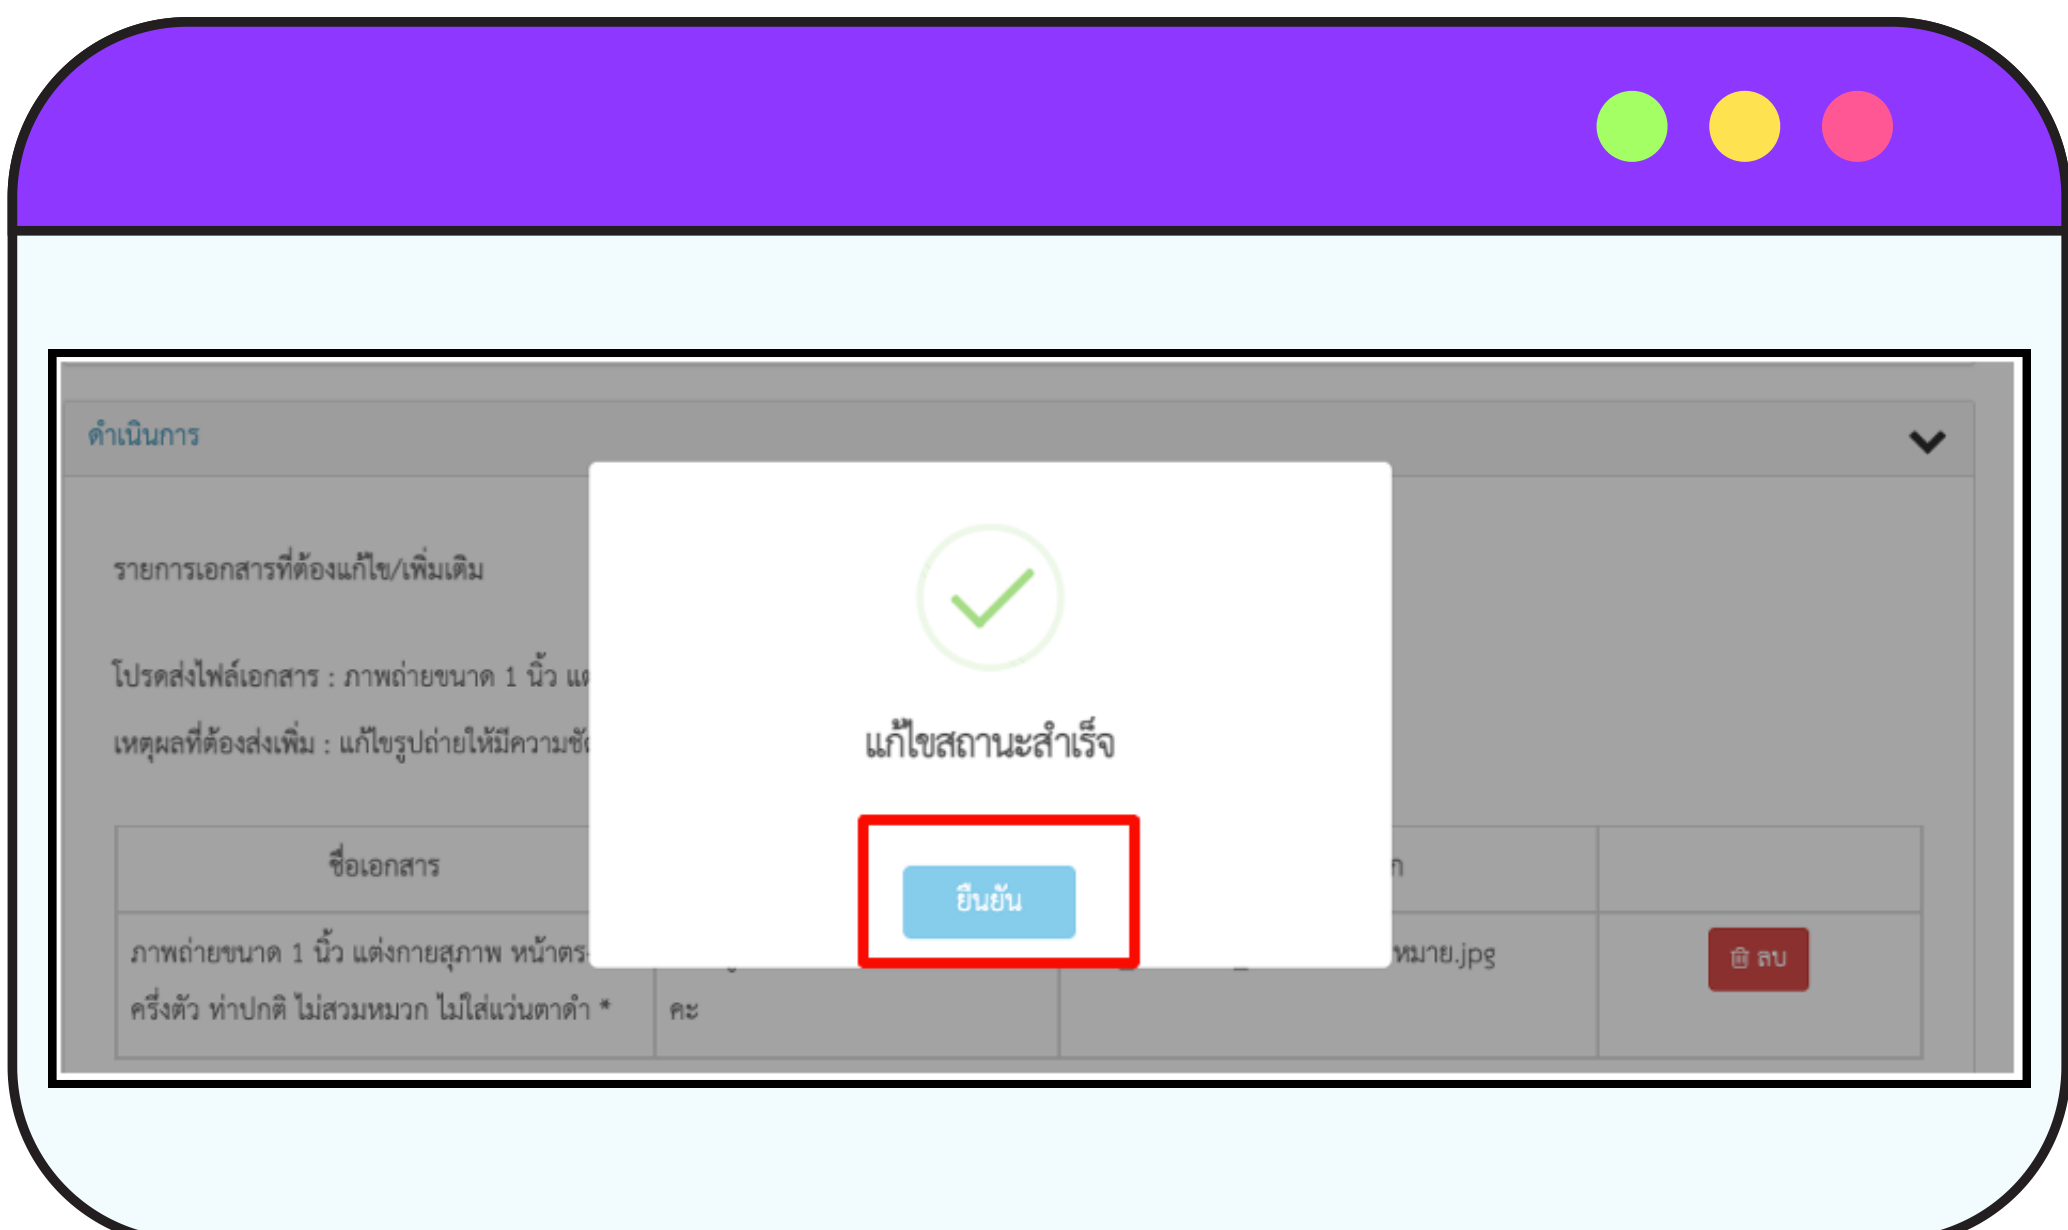 ดำเนินการ
รายการเอกสารที่ต้องแก้ไข/เพิ่มเติม
โปรดส่งไฟล์เอกสาร : ภาพถ่ายขนาด 1 นิ้ว
เหตุผลที่ต้องส่งเพิ่ม : แก้ไขรูปถ่ายให้มีความ
แก้ไขสถานะสำเร็จ
ยืนยัน
ชื่อเอกสาร
ภาพถ่ายขนาด 1 นิ้ว แต่งกายสุภาพ
ครึ่งตัว ท่าปกติ ไม่สวมหมวก ไม่ใส่แว่นตาดำ *
คะ
หมาย.jpg
ลบ